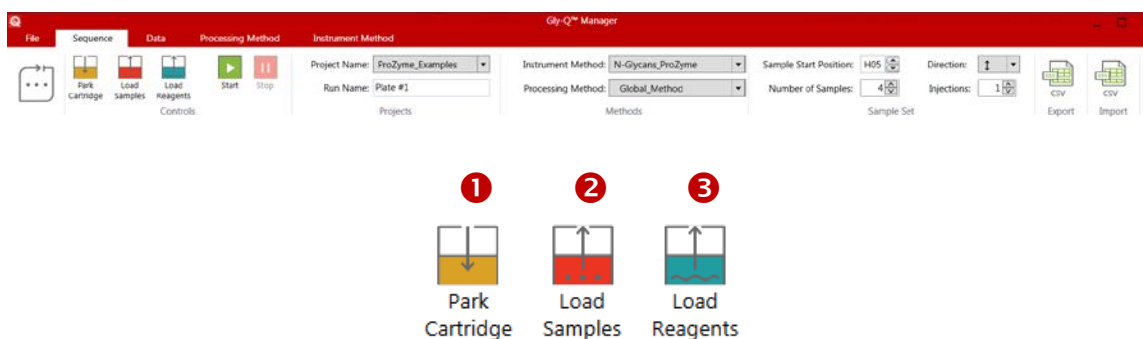 Gly-Q™ Manager
File Sequence Data Processing Method Instrument Method
Project Name: ProZyme_Examples Instrument Method: N-Glycans_ProZyme Sample Start Position: H05 Direction:
Park Cartridge Load Samples Load Reagents Start Stop
Run Name: Plate #1 Processing Method: Global_Method Number of Samples: 4 Injections: 1 CSV CSV
Controls Projects Methods Sample Set Export Import
1 2 3
Park Load Load
Cartridge Samples Reagents